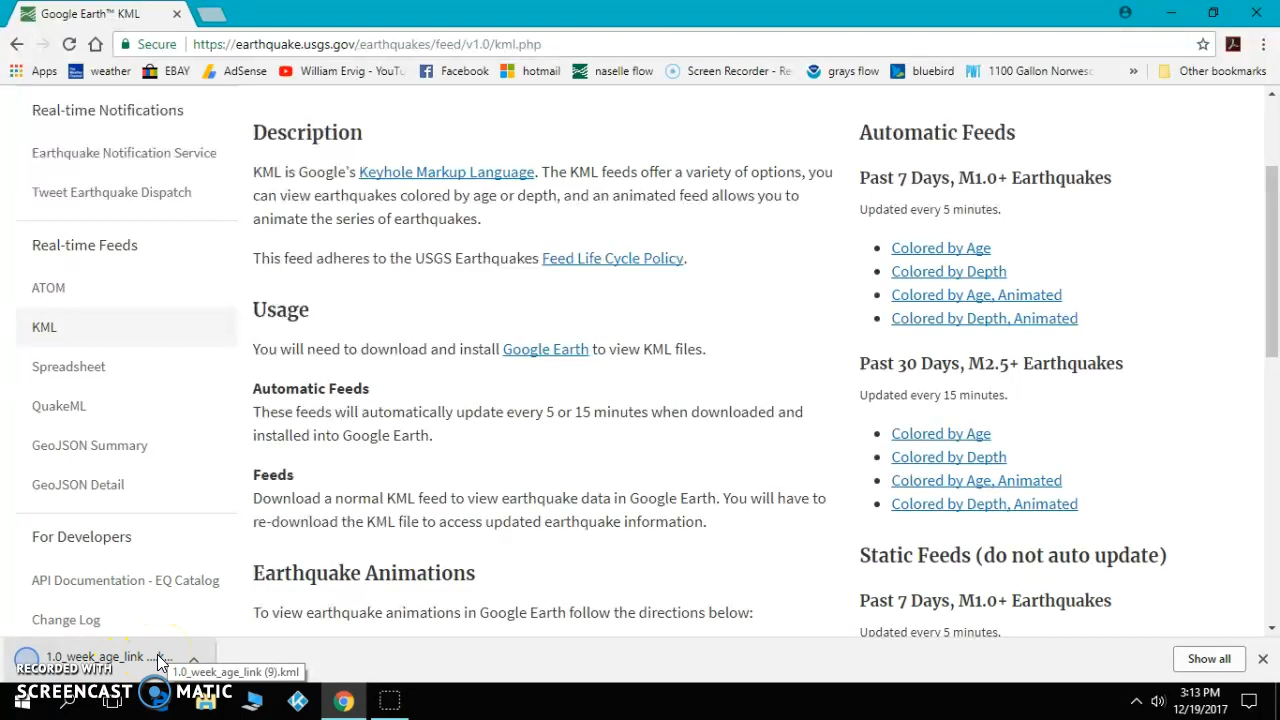 Google Earth™ KML
Secure
https://earthquake.usgs.gov/earthquakes/feed/v1.0/kml.php
Apps
weather
EBAY
AdSense
William Ervig - YouTu
Facebook
hotmail
naselle flow
Screen Recorder - Re
grays flow
bluebird
PWT
1100 Gallon Norwes
»
Other bookmarks
Real-time Notifications
Earthquake Notification Service
Tweet Earthquake Dispatch
Real-time Feeds
ATOM
KML
Spreadsheet
QuakeML
GeoJSON Summary
GeoJSON Detail
For Developers
API Documentation - EQ Catalog
Change Log
Description
KML is Google's Keyhole Markup Language. The KML feeds offer a variety of options, you
can view earthquakes colored by age or depth, and an animated feed allows you to
animate the series of earthquakes.
This feed adheres to the USGS Earthquakes Feed Life Cycle Policy.
Usage
You will need to download and install Google Earth to view KML files.
Automatic Feeds
These feeds will automatically update every 5 or 15 minutes when downloaded and
installed into Google Earth.
Feeds
Download a normal KML feed to view earthquake data in Google Earth. You will have to
re-download the KML file to access updated earthquake information.
Earthquake Animations
To view earthquake animations in Google Earth follow the directions below:
Automatic Feeds
Past 7 Days, M1.0+ Earthquakes
Updated every 5 minutes.
• Colored by Age
• Colored by Depth
• Colored by Age, Animated
• Colored by Depth, Animated
Past 30 Days, M2.5+ Earthquakes
Updated every 15 minutes.
• Colored by Age
• Colored by Depth
• Colored by Age, Animated
• Colored by Depth, Animated
Static Feeds (do not auto update)
Past 7 Days, M1.0+ Earthquakes
Updated every 5 minutes.
1.0_week_age_link
1.0_week_age_link (9).kml
Show all
RECORDED WITH
SCREENCAST MATIC
3:13 PM
12/19/2017